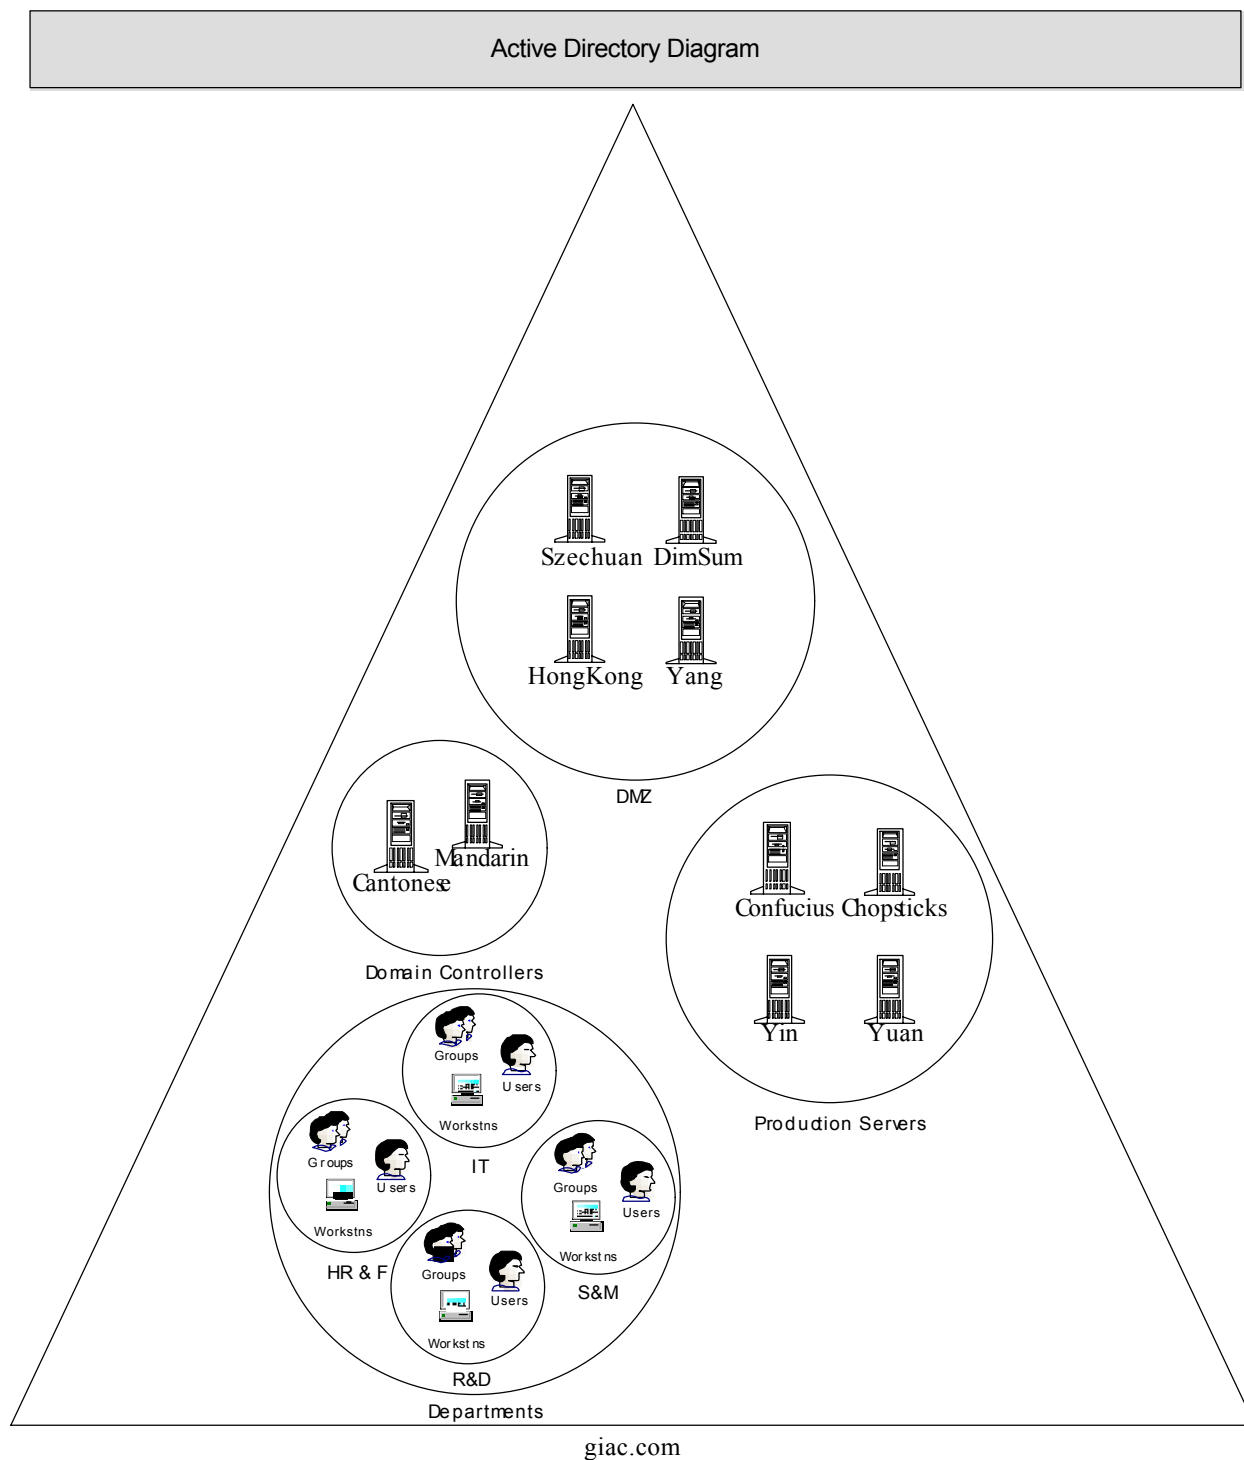 Active Directory Diagram
Szechuan DimSum
HongKong Yang
DMZ
Mandarin
Cantonese
Domain Controllers
Confucius Chopsticks
Yin Yuan
Production Servers
Groups
Users
Workstns
IT
Groups
Users
Workstns
HR & F
Groups
Users
Workstns
S&M
Groups
Users
Workstns
R&D
Departments
giac.com